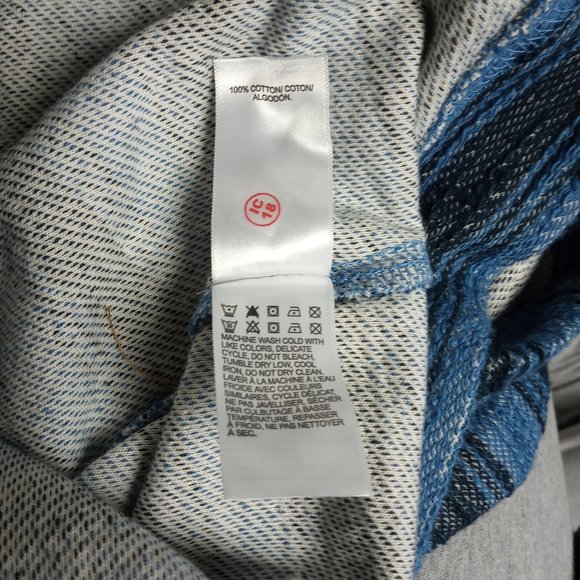 100% COTTON/ COTON/
ALGODÓN.
IC
18
MACHINE WASH COLD WITH
LIKE COLORS, DELICATE
CYCLE, DO NOT BLEACH,
TUMBLE DRY LOW, COOL
IRON, DO NOT DRY CLEAN.
LAVER À LA MACHINE À L'EAU
FROIDE AVEC COULEURS
SIMILAIRES, CYCLE DÉLICAT,
NE PAS JAVELLISER, SÉCHER
PAR CULBUTAGE À BASSE
TEMPÉRATURE, REPASSER
À FROID, NE PAS NETTOYER
À SEC.